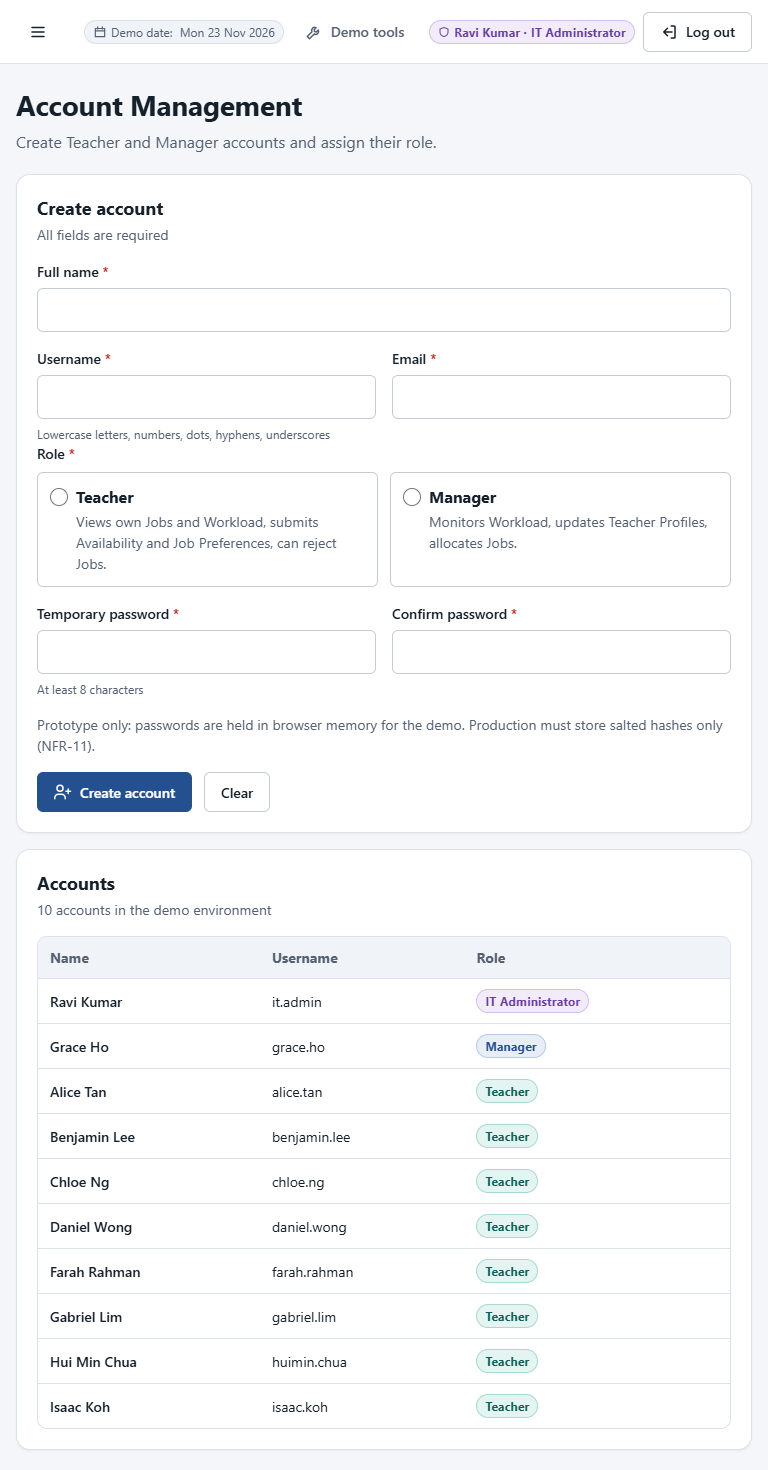 Demo date: Mon 23 Nov 2026
Demo tools
Ravi Kumar · IT Administrator
Log out
Account Management
Create Teacher and Manager accounts and assign their role.
Create account
All fields are required
Full name *
Username *
Email *
Lowercase letters, numbers, dots, hyphens, underscores
Role *
Teacher
Views own Jobs and Workload, submits
Availability and Job Preferences, can reject
Jobs.
Manager
Monitors Workload, updates Teacher Profiles,
allocates Jobs.
Temporary password *
Confirm password *
At least 8 characters
Prototype only: passwords are held in browser memory for the demo. Production must store salted hashes only
(NFR-11).
Create account
Clear
Accounts
10 accounts in the demo environment
Name Username Role
Ravi Kumar it.admin IT Administrator
Grace Ho grace.ho Manager
Alice Tan alice.tan Teacher
Benjamin Lee benjamin.lee Teacher
Chloe Ng chloe.ng Teacher
Daniel Wong daniel.wong Teacher
Farah Rahman farah.rahman Teacher
Gabriel Lim gabriel.lim Teacher
Hui Min Chua huimin.chua Teacher
Isaac Koh isaac.koh Teacher